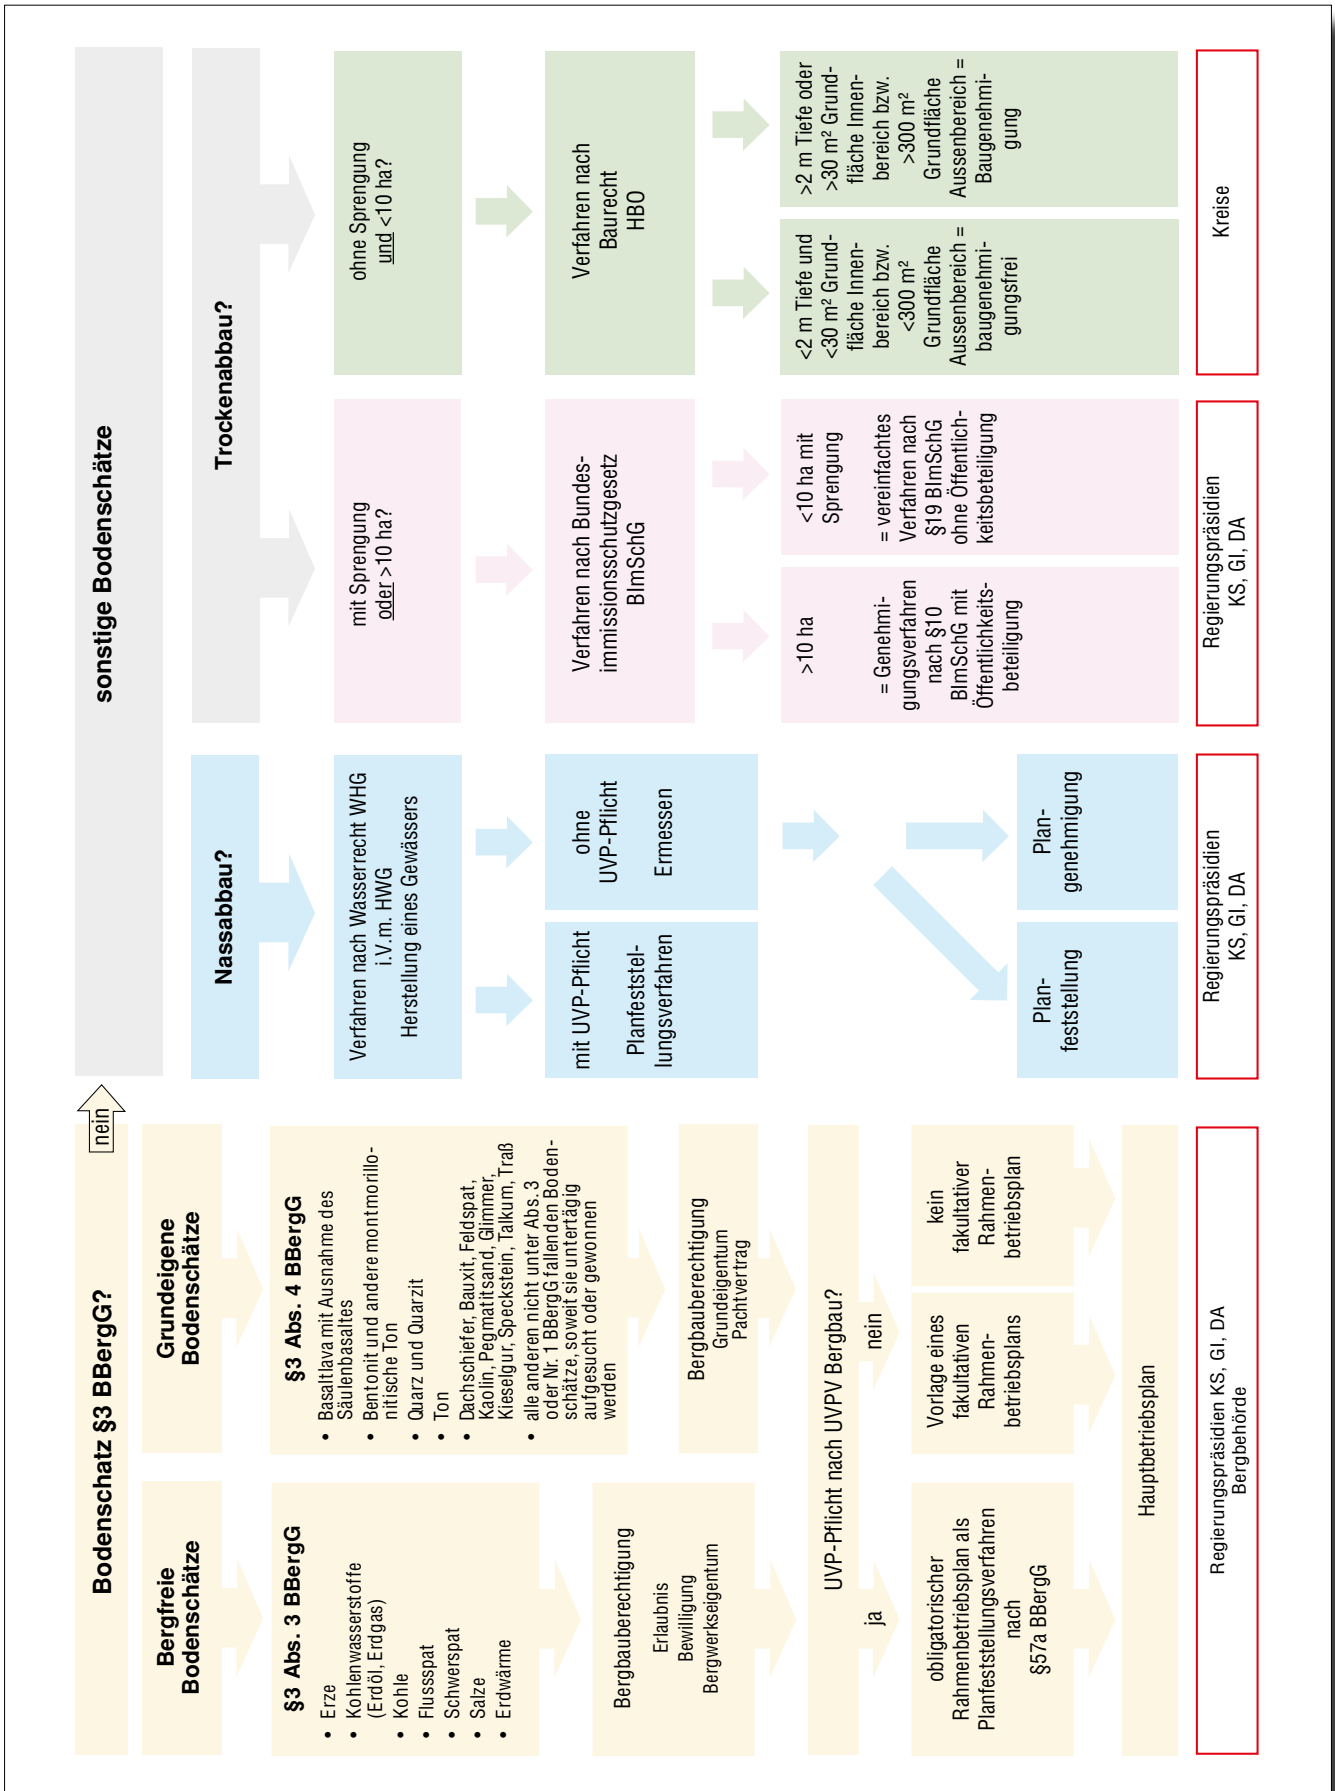 Bodenschatz §3 BBergG?
nein
sonstige Bodenschätze
Bergfreie
Bodenschätze
Grundeigene
Bodenschätze
Nassabbau?
Trockenabbau?
§3 Abs. 3 BBergG
• Erze
• Kohlenwasserstoffe
(Erdöl, Erdgas)
• Kohle
• Flussspat
• Schwerspat
• Salze
• Erdwärme
§3 Abs. 4 BBergG
• Basaltlava mit Ausnahme des
Säulenbasaltes
• Bentonit und andere montmorillo-
nitische Ton
• Quarz und Quarzit
• Ton
• Dachschiefer, Bauxit, Feldspat,
Kaolin, Pegmatitsand, Glimmer,
Kieselgur, Speckstein, Talkum, Traß
• alle anderen nicht unter Abs. 3
oder Nr. 1 BBergG fallenden Boden-
schätze, soweit sie untertägig
aufgesucht oder gewonnen
werden
Verfahren nach Wasserrecht WHG
i.V.m. HWG
Herstellung eines Gewässers
mit Sprengung
oder >10 ha?
ohne Sprengung
und <10 ha?
Bergbauberechtigung
Erlaubnis
Bewilligung
Bergwerkseigentum
Bergbauberechtigung
Grundeigentum
Pachtvertrag
mit UVP-Pflicht
Planfeststel-
lungsverfahren
ohne
UVP-Pflicht
Ermessen
Verfahren nach Bundes-
immissionsschutzgesetz
BImSchG
Verfahren nach
Baurecht
HBO
UVP-Pflicht nach UVPV Bergbau?
ja
nein
>10 ha
= Genehmi-
gungsverfahren
nach §10
BImSchG mit
Öffentlichkeits-
beteiligung
<10 ha mit
Sprengung
= vereinfachtes
Verfahren nach
§19 BImSchG
ohne Öffentlich-
keitsbeteiligung
<2 m Tiefe und
<30 m² Grund-
fläche Innen-
bereich bzw.
<300 m²
Grundfläche
Aussenbereich =
baugenehmi-
gungsfrei
>2 m Tiefe oder
>30 m² Grund-
fläche Innen-
bereich bzw.
>300 m²
Grundfläche
Aussenbereich =
Baugenehmi-
gung
obligatorischer
Rahmenbetriebsplan als
Planfeststellungsverfahren
nach
§57a BBergG
Vorlage eines
fakultativen
Rahmen-
betriebsplans
kein
fakultativer
Rahmen-
betriebsplan
Plan-
feststellung
Plan-
genehmigung
Hauptbetriebsplan
Regierungspräsidien KS, GI, DA
Bergbehörde
Regierungspräsidien
KS, GI, DA
Regierungspräsidien
KS, GI, DA
Kreise